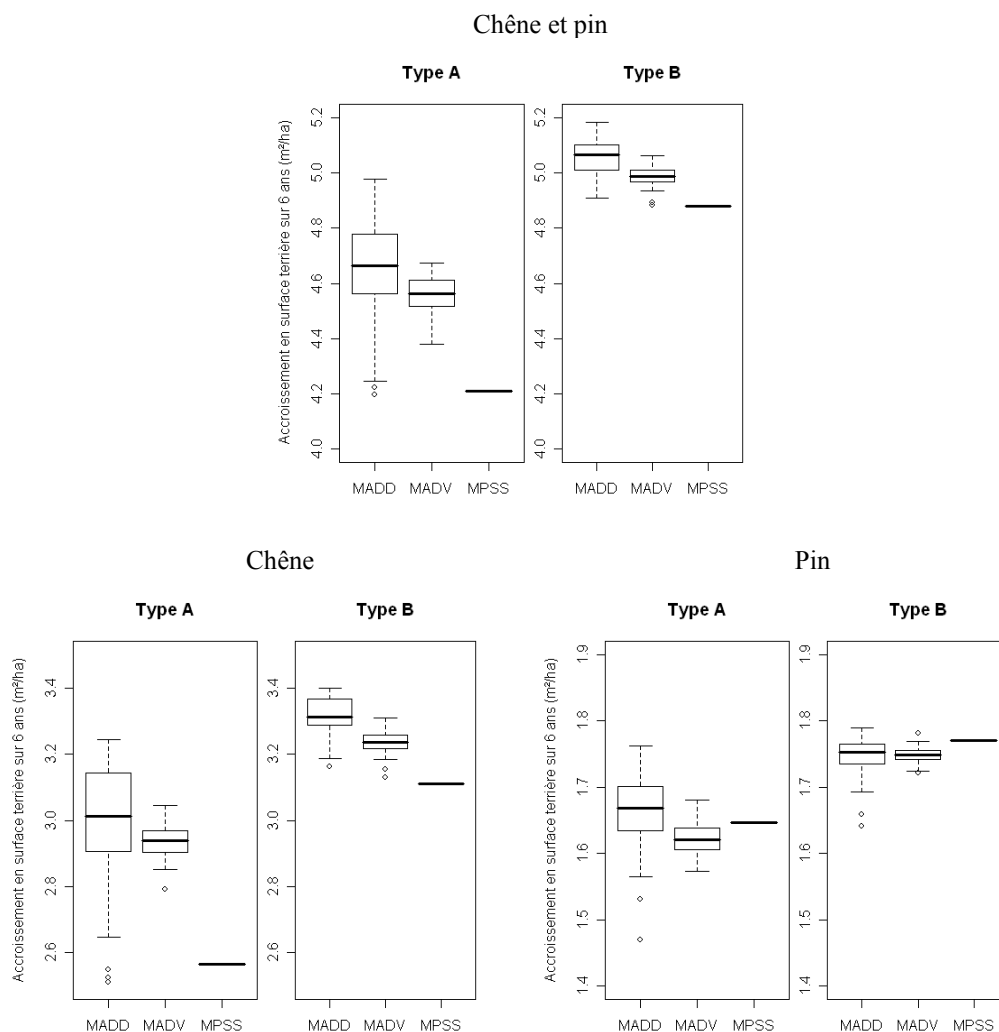 Chêne et pin
Type A
Type B
Accroissement en surface terrière sur 6 ans (m²/ha)
5.2
5.0
4.8
4.6
4.4
4.2
4.0
5.2
5.0
4.8
4.6
4.4
4.2
4.0
MADD MADV MPSS
MADD MADV MPSS
Chêne
Type A
Type B
Accroissement en surface terrière sur 6 ans (m²/ha)
3.4
3.2
3.0
2.8
2.6
3.4
3.2
3.0
2.8
2.6
MADD MADV MPSS
MADD MADV MPSS
Pin
Type A
Type B
Accroissement en surface terrière sur 6 ans (m²/ha)
1.9
1.8
1.7
1.6
1.5
1.4
1.9
1.8
1.7
1.6
1.5
1.4
MADD MADV MPSS
MADD MADV MPSS